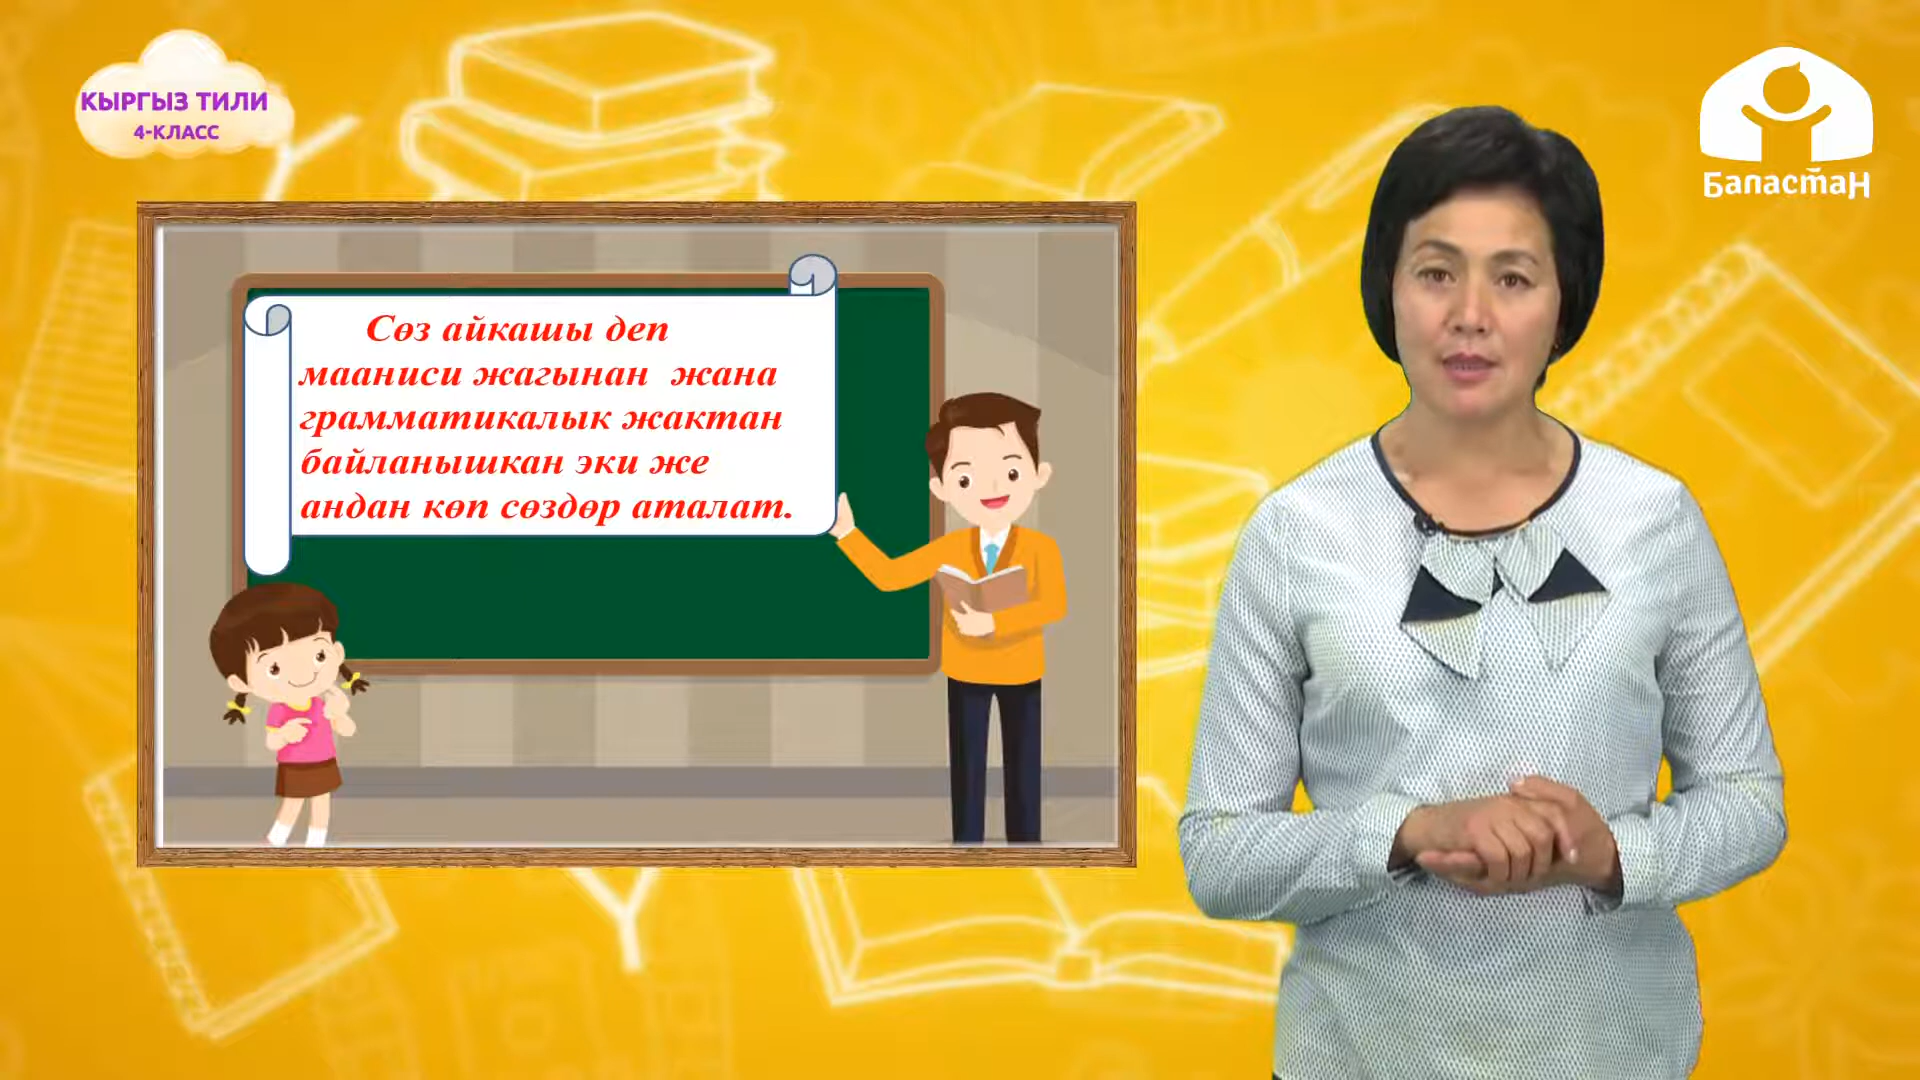 КЫРГЫЗ ТИЛИ
4-КЛАСС
Баластан
Сөз айкашы деп
мааниси жагынан жана
грамматикалык жактан
байланышкан эки же
андан көп сөздөр аталат.